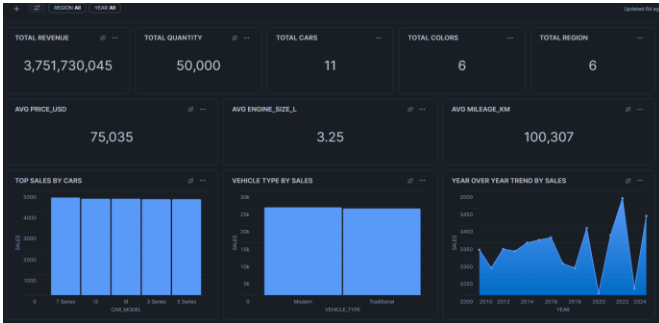 REGION All
YEAR All
Updated 6d ag
TOTAL REVENUE
TOTAL QUANTITY
TOTAL CARS
TOTAL COLORS
TOTAL REGION
3,751,730,045
50,000
11
6
6
AVG PRICE_USD
AVG ENGINE_SIZE_L
AVG MILEAGE_KM
75,035
3.25
100,307
TOP SALES BY CARS
5000
4000
3000
2000
1000
0
SALES
7 Series
i3
i8
3 Series
5 Series
CAR_MODEL
VEHICLE TYPE BY SALES
30k
25k
20k
15k
10k
5k
0
SALES
Modern
Traditional
VEHICLE_TYPE
YEAR OVER YEAR TREND BY SALES
3500
3450
3400
3350
3300
3250
3200
SALES
2010
2012
2014
2016
2018
2020
2022
2024
YEAR